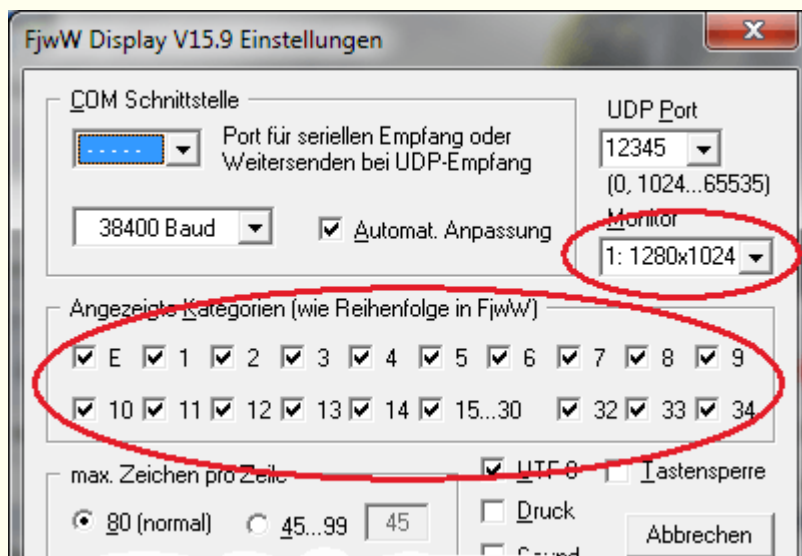 FjwW Display V15.9 Einstellungen
COM Schnittstelle
- - - - -
Port für seriellen Empfang oder
Weitersenden bei UDP-Empfang
38400 Baud
Automat. Anpassung
UDP Port
12345
(0, 1024...65535)
Monitor
1: 1280x1024
Angezeigte Kategorien (wie Reihenfolge in FjwW)
E 1 2 3 4 5 6 7 8 9
10 11 12 13 14 15...30 32 33 34
max. Zeichen pro Zeile
80 (normal) 45...99 45
UTF-8 Tastensperre
Druck
Sound
Abbrechen